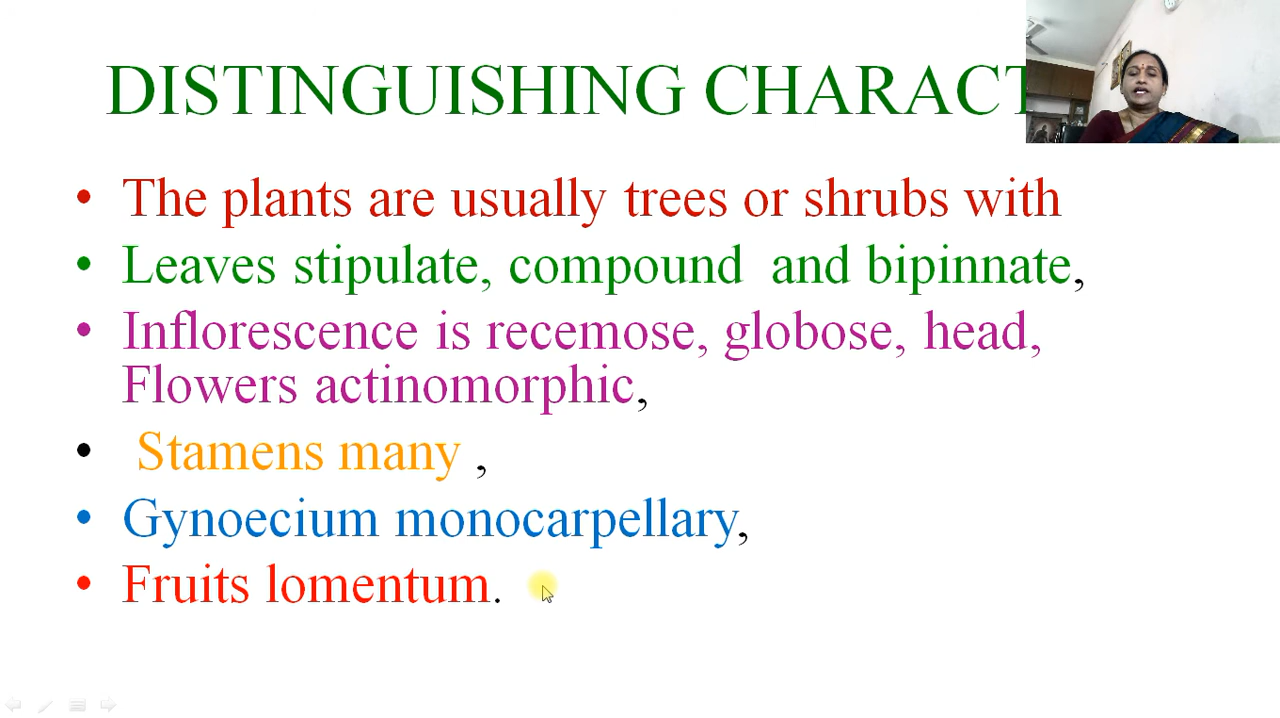 DISTINGUISHING CHARACT
• The plants are usually trees or shrubs with
• Leaves stipulate, compound and bipinnate,
• Inflorescence is recemose, globose, head,
Flowers actinomorphic,
• Stamens many ,
• Gynoecium monocarpellary,
• Fruits lomentum.